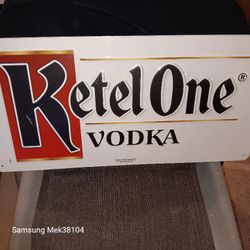 Ketel One ®
VODKA
Samsung Mek38104